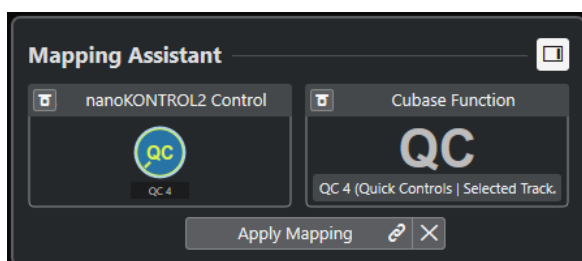 Mapping Assistant
nanoKONTROL2 Control
Cubase Function
QC
QC 4
QC
QC 4 (Quick Controls | Selected Track.
Apply Mapping